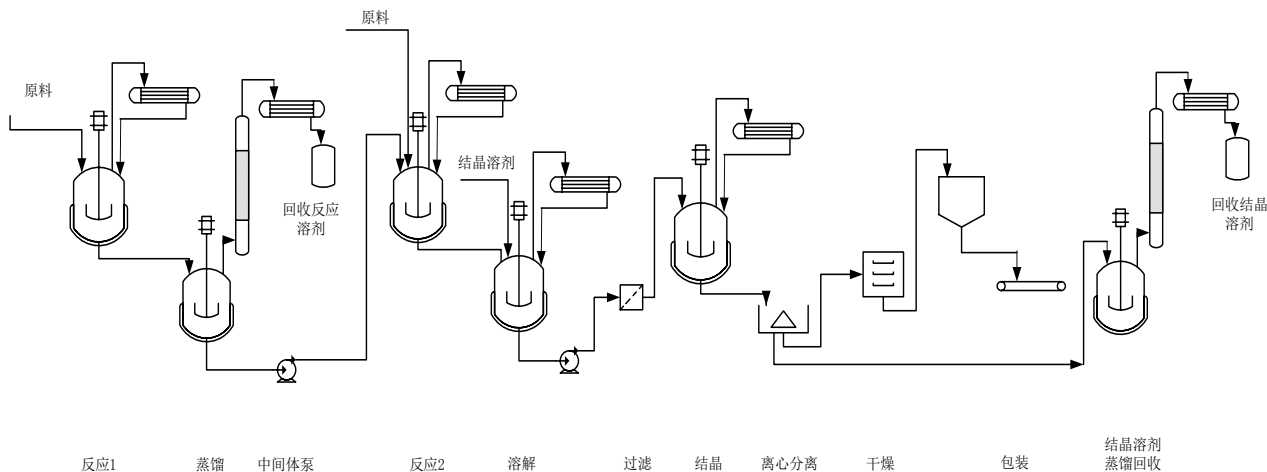 原料
原料
结晶溶剂
回收反应
溶剂
回收结晶
溶剂
反应1
蒸馏
中间体泵
反应2
溶解
过滤
结晶
离心分离
干燥
包装
结晶溶剂
蒸馏回收